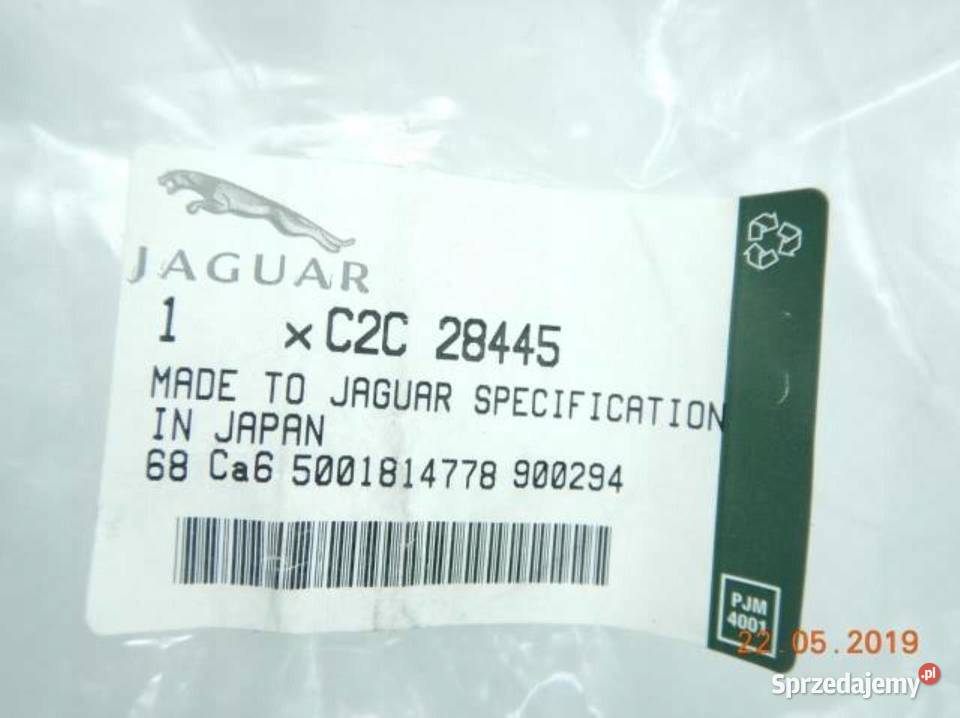 JAGUAR
1 x C2C 28445
MADE TO JAGUAR SPECIFICATION
IN JAPAN
68 Ca6 5001814778 900294
PJM
4001
22.05.2019
Sprzedajemy.pl